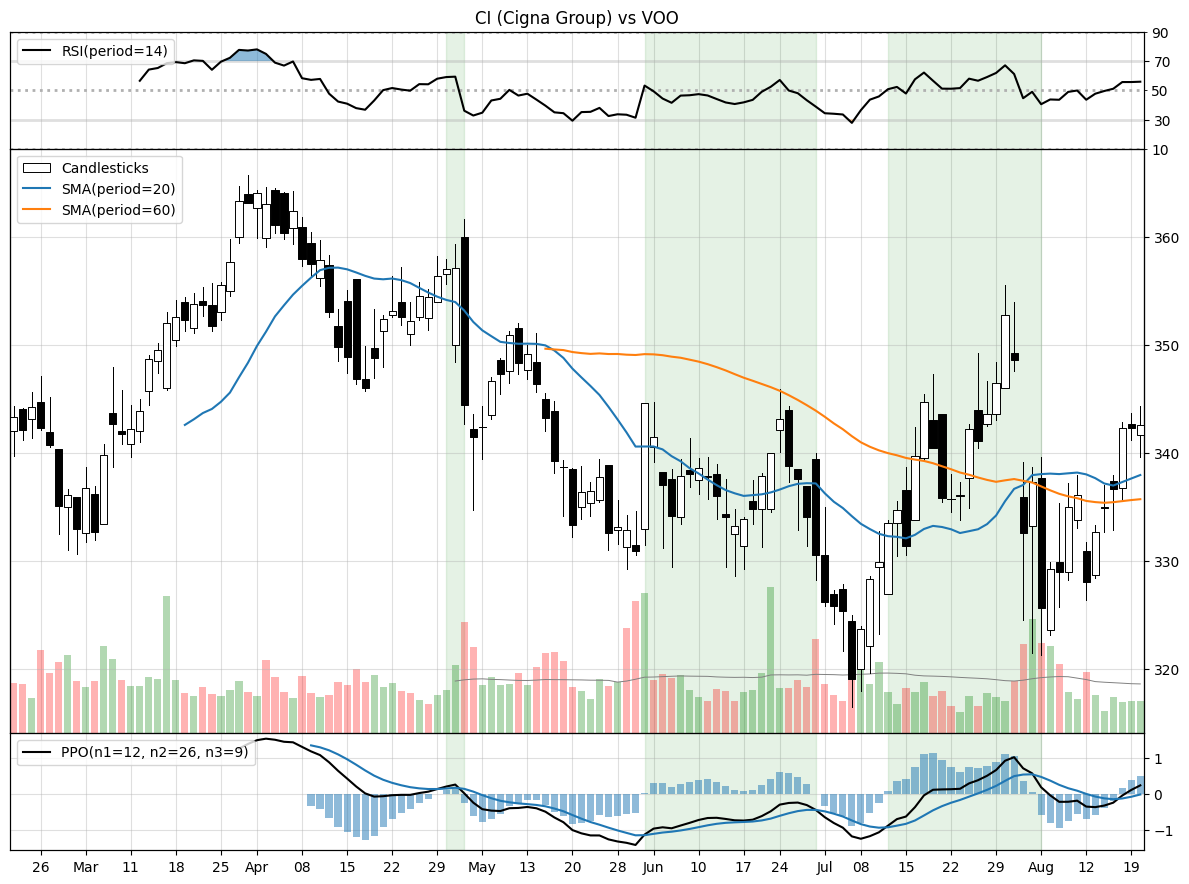 CI (Cigna Group) vs VOO
RSI(period=14)
90
70
50
30
10
Candlesticks
SMA(period=20)
SMA(period=60)
360
350
340
330
320
PPO(n1=12, n2=26, n3=9)
1
0
−1
26 Mar 11 18 25 Apr 08 15 22 29 May 13 20 28 Jun 10 17 24 Jul 08 15 22 29 Aug 12 19